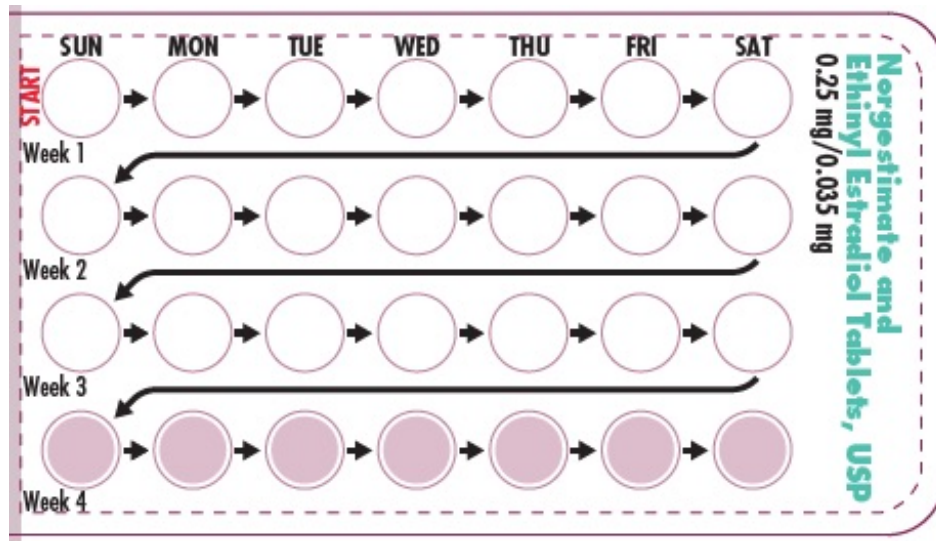 SUN MON TUE WED THU FRI SAT
START
Week 1
Week 2
Week 3
Week 4
Norgestimate and
Ethinyl Estradiol Tablets, USP
0.25 mg/0.035 mg